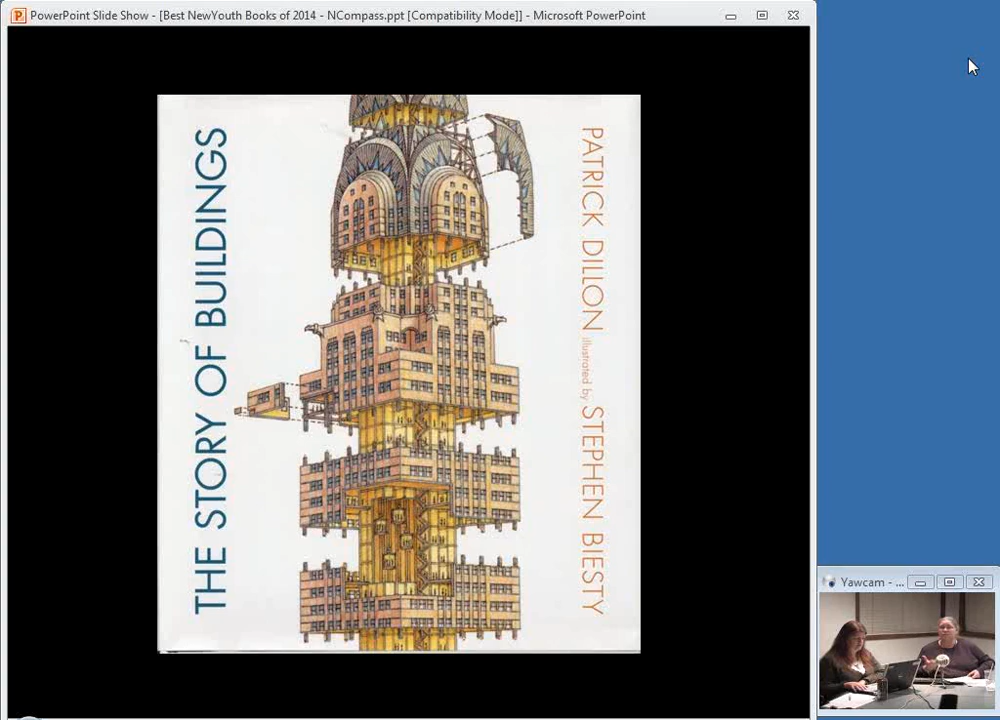 PowerPoint Slide Show - [Best NewYouth Books of 2014 - NCompass.ppt [Compatibility Mode]] - Microsoft PowerPoint
THE STORY OF BUILDINGS
PATRICK DILLON illustrated by STEPHEN BIESTY
Yawcam - ...